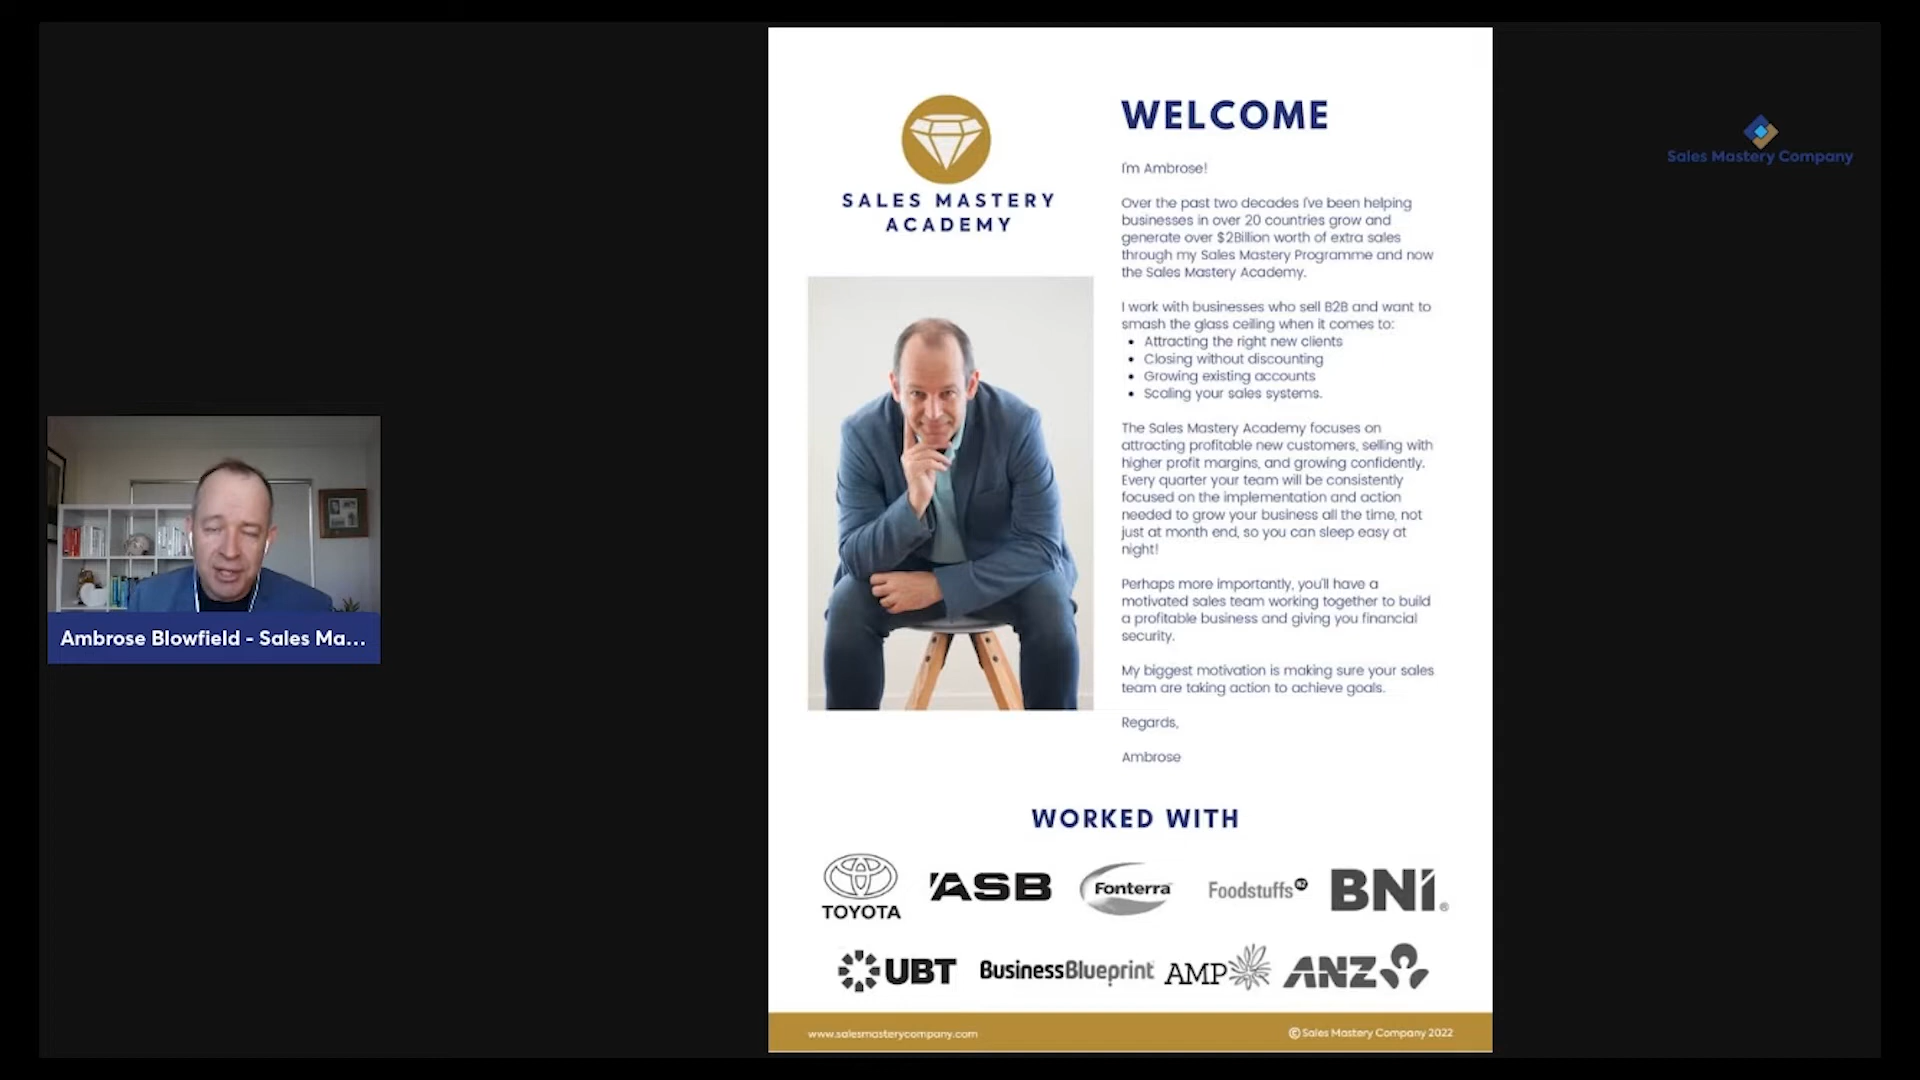 Ambrose Blowfield - Sales Ma...
SALES MASTERY
ACADEMY
WELCOME
I'm Ambrose!
Over the past two decades I've been helping
businesses in over 20 countries grow and
generate over $2Billion worth of extra sales
through my Sales Mastery Programme and now
the Sales Mastery Academy.
I work with businesses who sell B2B and want to
smash the glass ceiling when it comes to:
• Attracting the right new clients
• Closing without discounting
• Growing existing accounts
• Scaling your sales systems.
The Sales Mastery Academy focuses on
attracting profitable new customers, selling with
higher profit margins, and growing confidently.
Every quarter your team will be consistently
focused on the implementation and action
needed to grow your business all the time, not
just at month end, so you can sleep easy at
night!
Perhaps more importantly, you'll have a
motivated sales team working together to build
a profitable business and giving you financial
security.
My biggest motivation is making sure your sales
team are taking action to achieve goals.
Regards,
Ambrose
WORKED WITH
TOYOTA
ASB
Fonterra
Foodstuffs NZ
BNI®
UBT
BusinessBlueprint
AMP
ANZ
www.salesmasterycompany.com
© Sales Mastery Company 2022
Sales Mastery Company